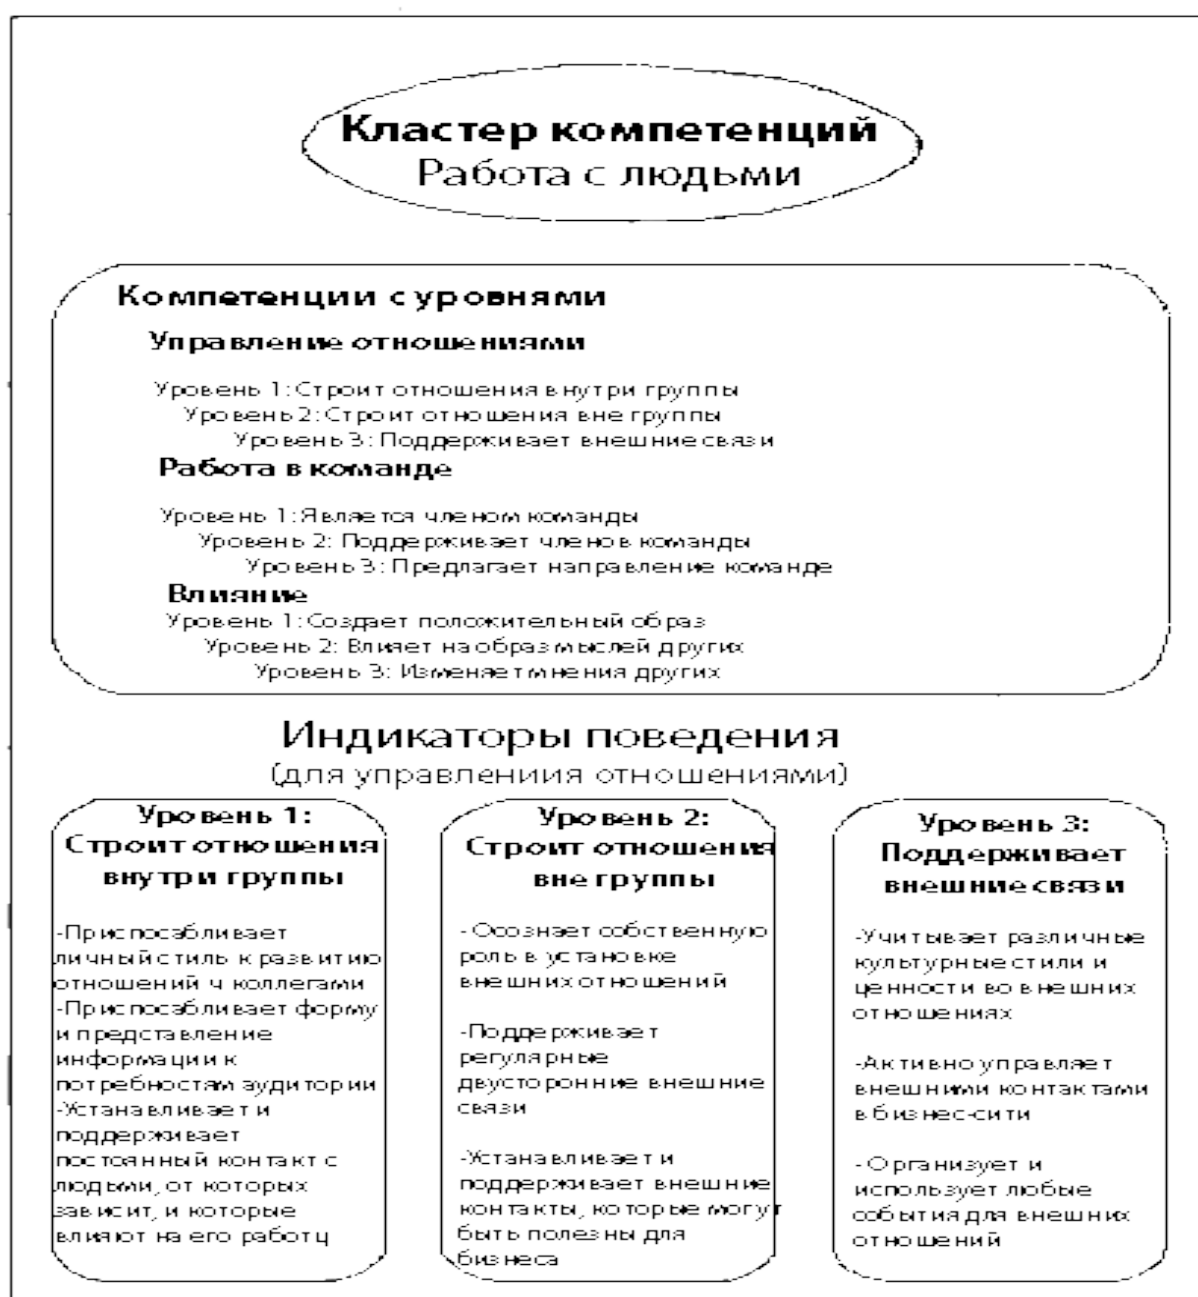 Кластер компетенций
Работа с людьми
Компетенции с уровнями
Управление отношениями
Уровень 1: Строит отношения внутри группы
Уровень 2: Строит отношения вне группы
Уровень 3: Поддерживает внешние связи
Работа в команде
Уровень 1: Является членом команды
Уровень 2: Поддерживает членов команды
Уровень 3: Предлагает направление команде
Влияние
Уровень 1: Создает положительный образ
Уровень 2: Влияет на образ мыслей других
Уровень 3: Изменяет мнения других
Индикаторы поведения
(для управлениия отношениями)
Уровень 1:
Строит отношения
внутри группы
-Приспосабливает
личный стиль к развитию
отношений ч коллегами
-Приспосабливает форму
и представление
информации к
потребностям аудитории
-Устанавливает и
поддерживает
постоянный контакт с
людьми, от которых
зависит, и которые
влияют на его работц
Уровень 2:
Строит отношения
вне группы
- Осознает собственную
роль в установке
внешних отношений
-Поддерживает
регулярные
двусторонние внешние
связи
-Устанавливает и
поддерживает внешние
контакты, которые могут
быть полезны для
бизнеса
Уровень 3:
Поддерживает
внешние связи
-Учитывает различные
культурные стили и
ценности во внешних
отношениях
-Активно управляет
внешними контактами
в бизнес-сити
- Организует и
использует любые
события для внешних
отношений